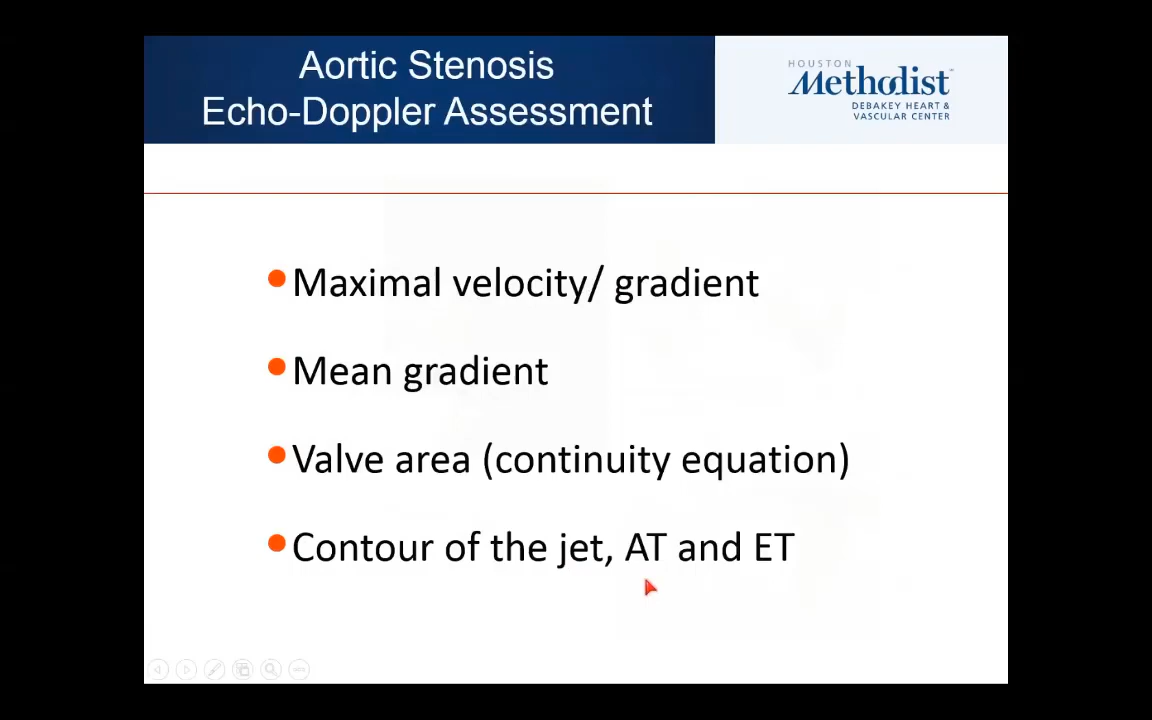 Aortic Stenosis
Echo-Doppler Assessment
HOUSTON
Methodist
DEBAKEY HEART &
VASCULAR CENTER
•Maximal velocity/ gradient
•Mean gradient
•Valve area (continuity equation)
•Contour of the jet, AT and ET